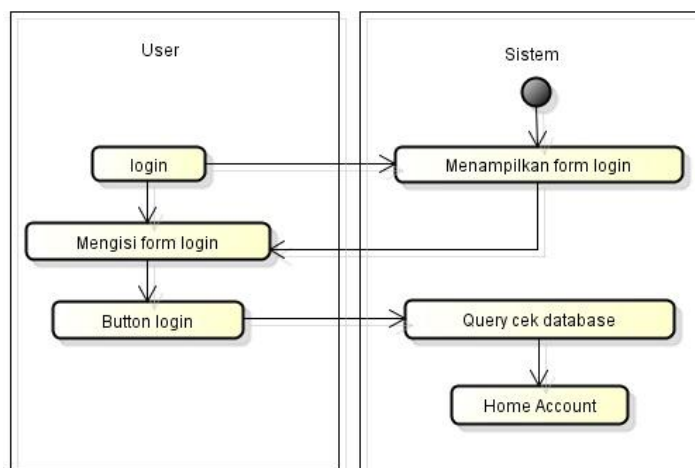 User
Sistem
login
Menampilkan form login
Mengisi form login
Button login
Query cek database
Home Account